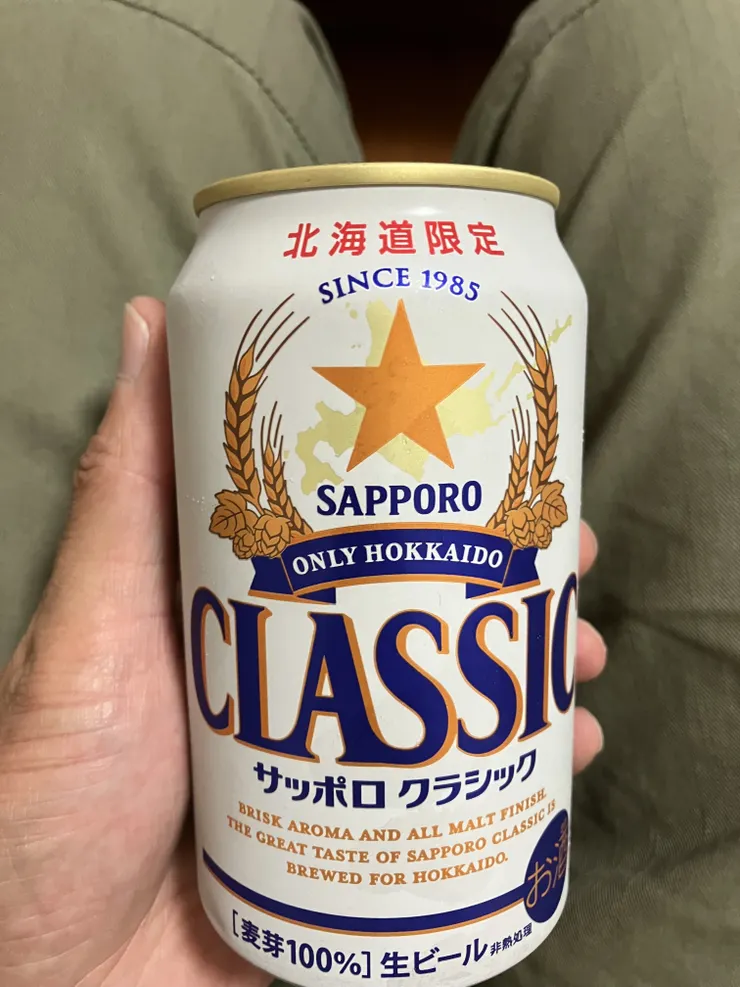 北海道限定
SINCE 1985
SAPPORO
ONLY HOKKAIDO
CLASSIC
サッポロ クラシック
BRISK AROMA AND ALL MALT FINISH.
THE GREAT TASTE OF SAPPORO CLASSIC IS
BREWED FOR HOKKAIDO.
お酒
[麦芽100%]生ビール 非熱処理